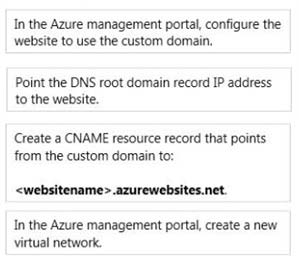 In the Azure management portal, configure the
website to use the custom domain.
Point the DNS root domain record IP address
to the website.
Create a CNAME resource record that points
from the custom domain to:
<websitename>.azurewebsites.net.
In the Azure management portal, create a new
virtual network.